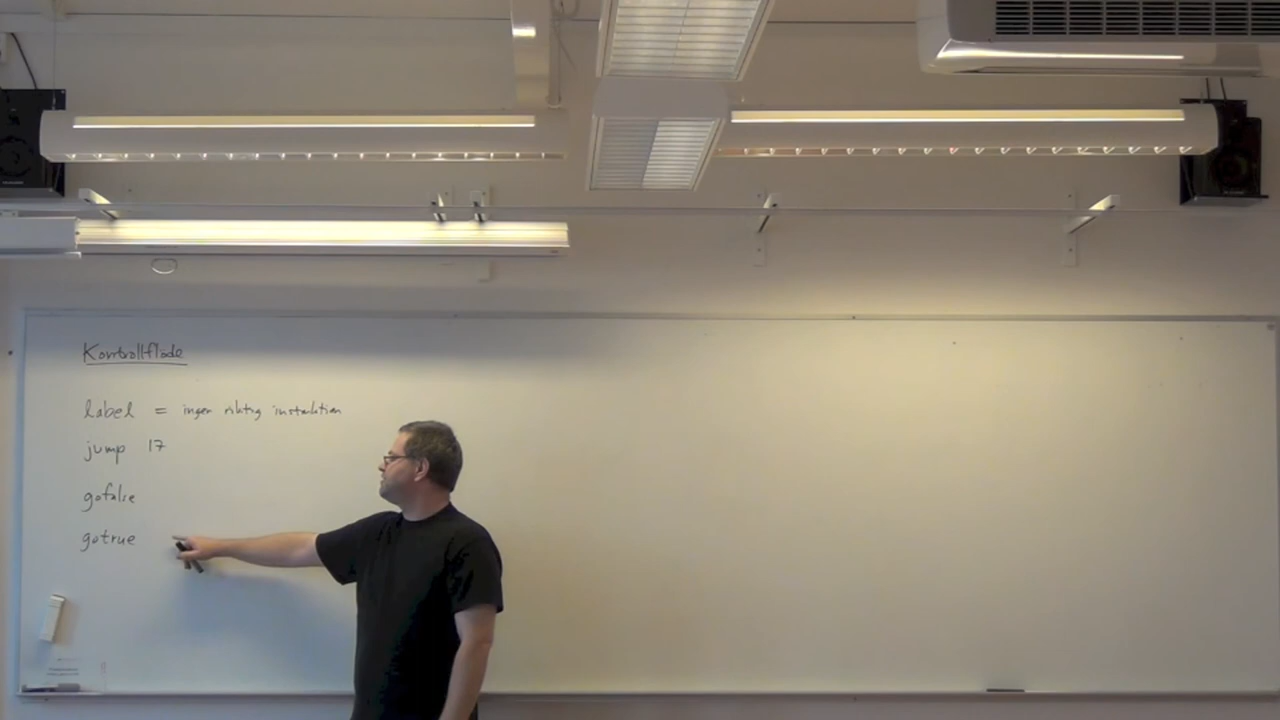 Kontrollflöde
label = ingen riktig instruktion
jump 17
gofalse
gotrue